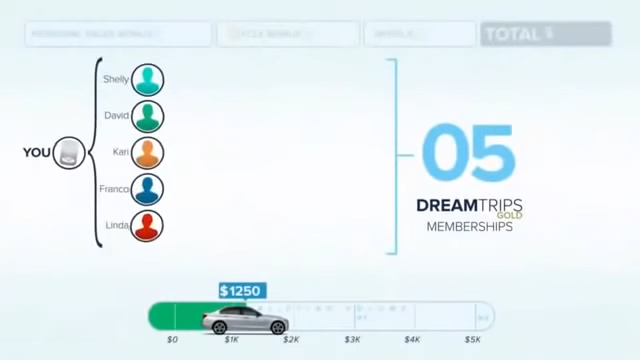 TOTAL $
Shelly
David
YOU
Kari
Franco
Linda
05
DREAMTRIPS
GOLD
MEMBERSHIPS
$1250
$0 $1K $2K $3K $4K $5K